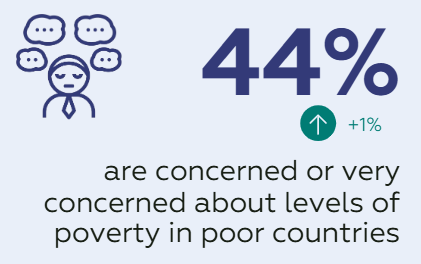 44%
+1%
are concerned or very
concerned about levels of
poverty in poor countries